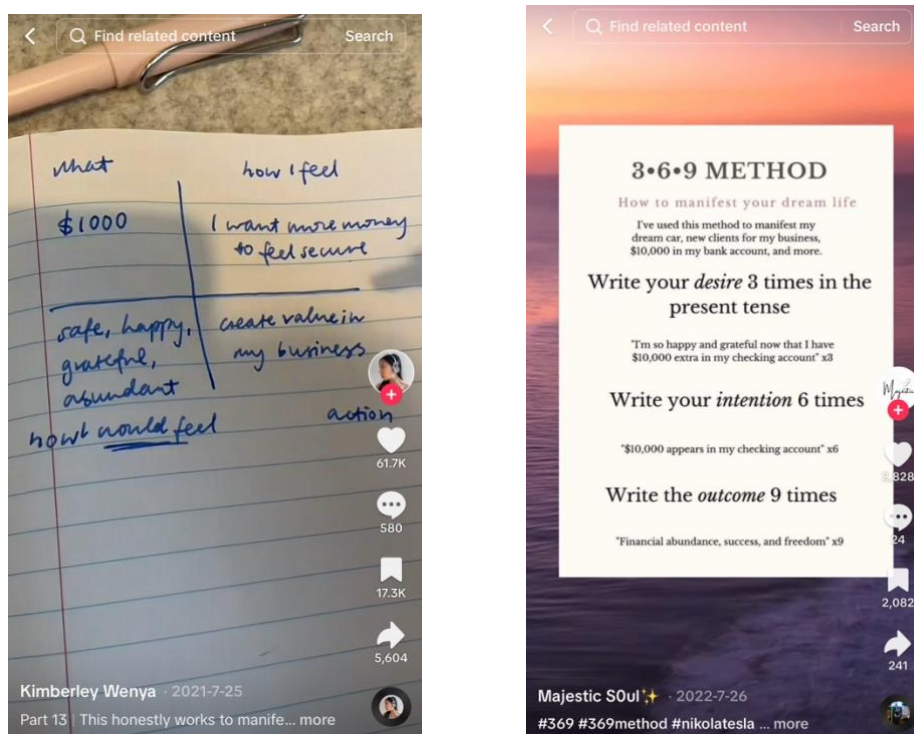 Find related content Search
what how I feel
$1000 I want more money
to feel secure
safe, happy, create value in
grateful, my business
abundant
how I would feel action
61.7K
580
17.3K
5,604
Kimberley Wenya · 2021-7-25
Part 13 | This honestly works to manife... more
Find related content Search
3•6•9 METHOD
How to manifest your dream life
I've used this method to manifest my
dream car, new clients for my business,
$10,000 in my bank account, and more.
Write your desire 3 times in the
present tense
"I'm so happy and grateful now that I have
$10,000 extra in my checking account" x3
Write your intention 6 times
"$10,000 appears in my checking account" x6
Write the outcome 9 times
"Financial abundance, success, and freedom" x9
24
2,082
241
Majestic S0ul✨ · 2022-7-26
#369 #369method #nikolatesla ... more